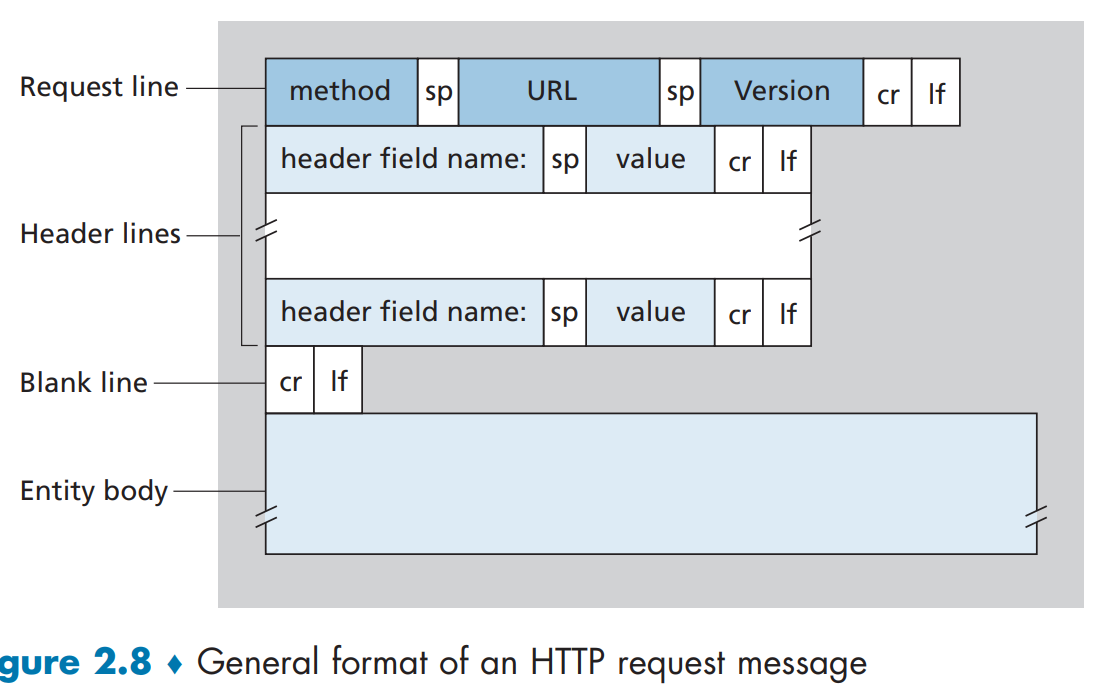 Request line method sp URL sp Version cr lf
header field name: sp value cr lf
Header lines
header field name: sp value cr lf
Blank line cr lf
Entity body
gure 2.8 ♦ General format of an HTTP request message